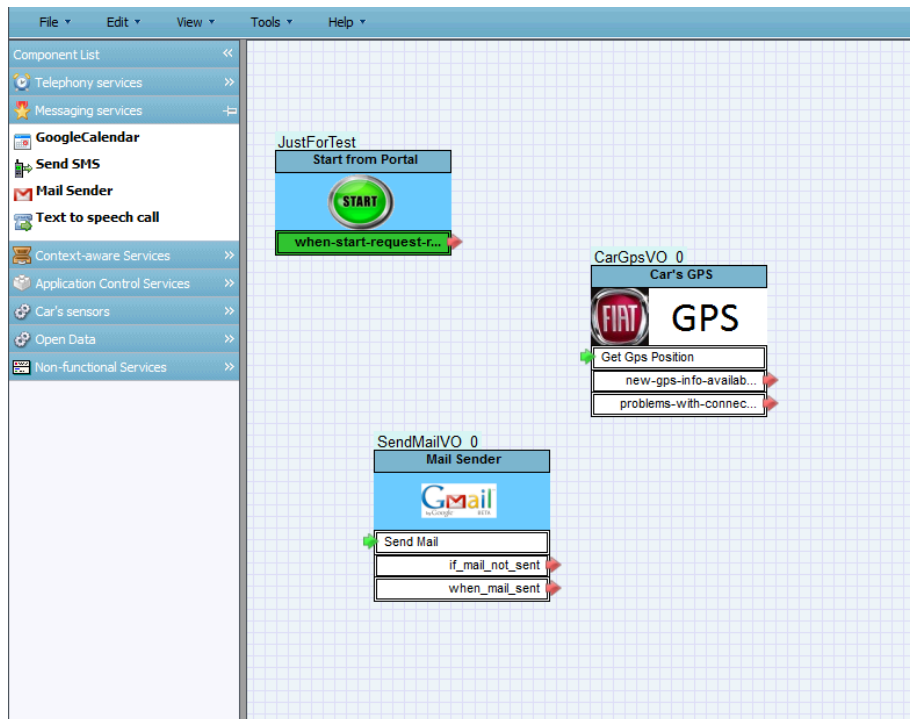 File Edit View Tools Help
Component List
Telephony services
Messaging services
GoogleCalendar
Send SMS
Mail Sender
Text to speech call
Context-aware Services
Application Control Services
Car's sensors
Open Data
Non-functional Services
JustForTest
Start from Portal
START
when-start-request-r...
CarGpsVO_0
Car's GPS
FIAT GPS
Get Gps Position
new-gps-info-availab...
problems-with-connec...
SendMailVO_0
Mail Sender
Gmail
by Google BETA
Send Mail
if_mail_not_sent
when_mail_sent